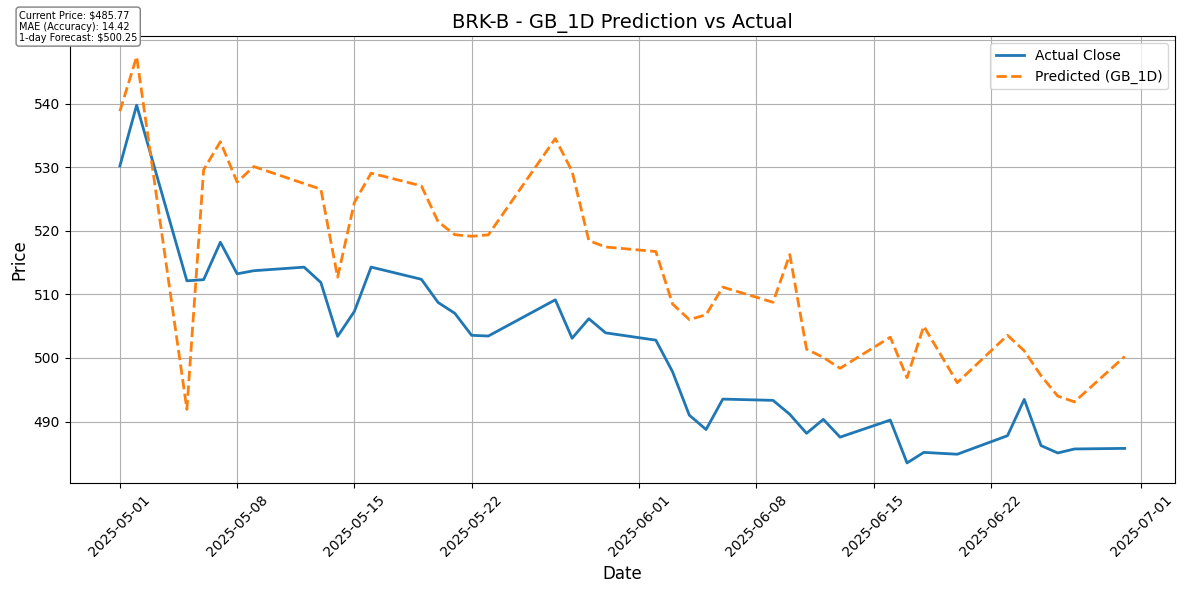 BRK-B - GB_1D Prediction vs Actual
Current Price: $485.77
MAE (Accuracy): 14.42
1-day Forecast: $500.25
Actual Close
Predicted (GB_1D)
Price
540
530
520
510
500
490
2025-05-01
2025-05-08
2025-05-15
2025-05-22
2025-06-01
2025-06-08
2025-06-15
2025-06-22
2025-07-01
Date